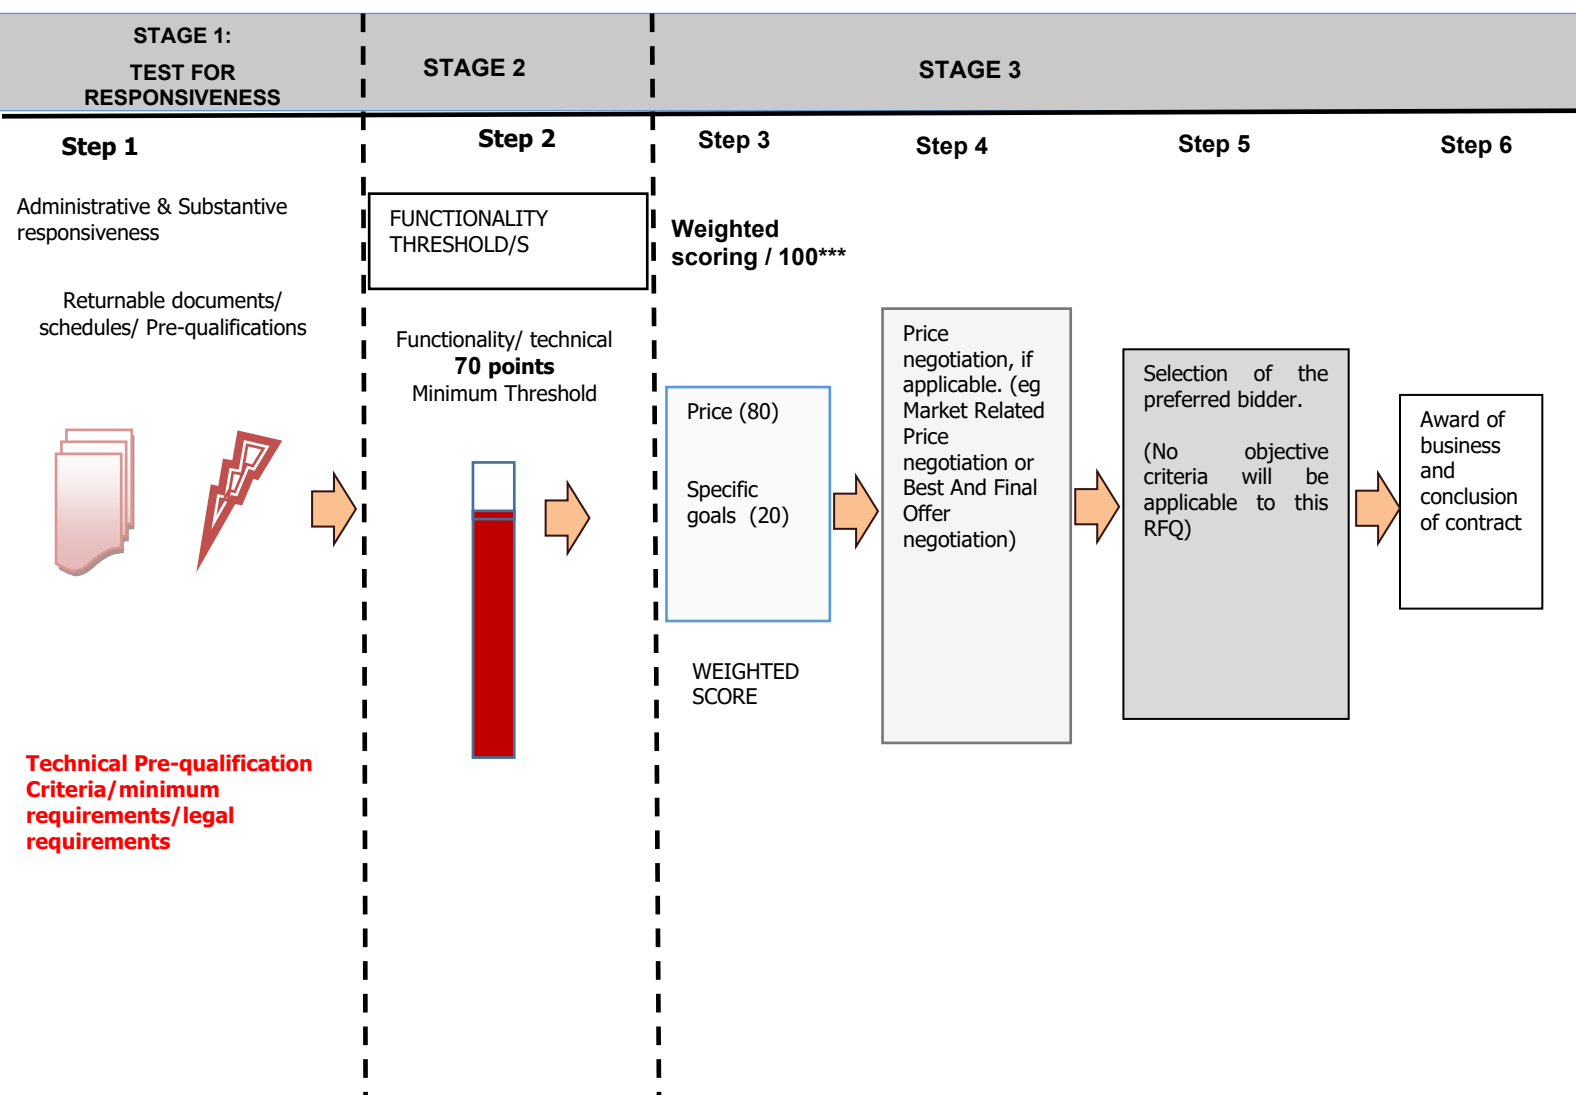 STAGE 1:
TEST FOR
RESPONSIVENESS
STAGE 2
STAGE 3
Step 1
Step 2
Step 3
Step 4
Step 5
Step 6
Administrative & Substantive
responsiveness
Returnable documents/
schedules/ Pre-qualifications
Technical Pre-qualification
Criteria/minimum
requirements/legal
requirements
FUNCTIONALITY
THRESHOLD/S
Functionality/ technical
70 points
Minimum Threshold
Weighted
scoring / 100***
Price (80)
Specific
goals (20)
WEIGHTED
SCORE
Price
negotiation, if
applicable. (eg
Market Related
Price
negotiation or
Best And Final
Offer
negotiation)
Selection of the
preferred bidder.
(No objective
criteria will be
applicable to this
RFQ)
Award of
business
and
conclusion
of contract